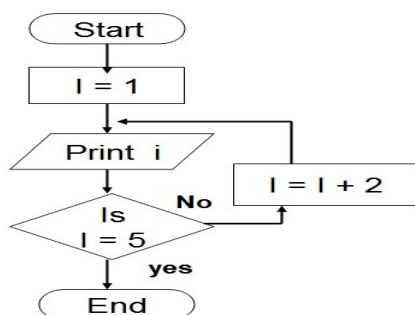 Start
I = 1
Print i
No
I = I + 2
Is
I = 5
yes
End